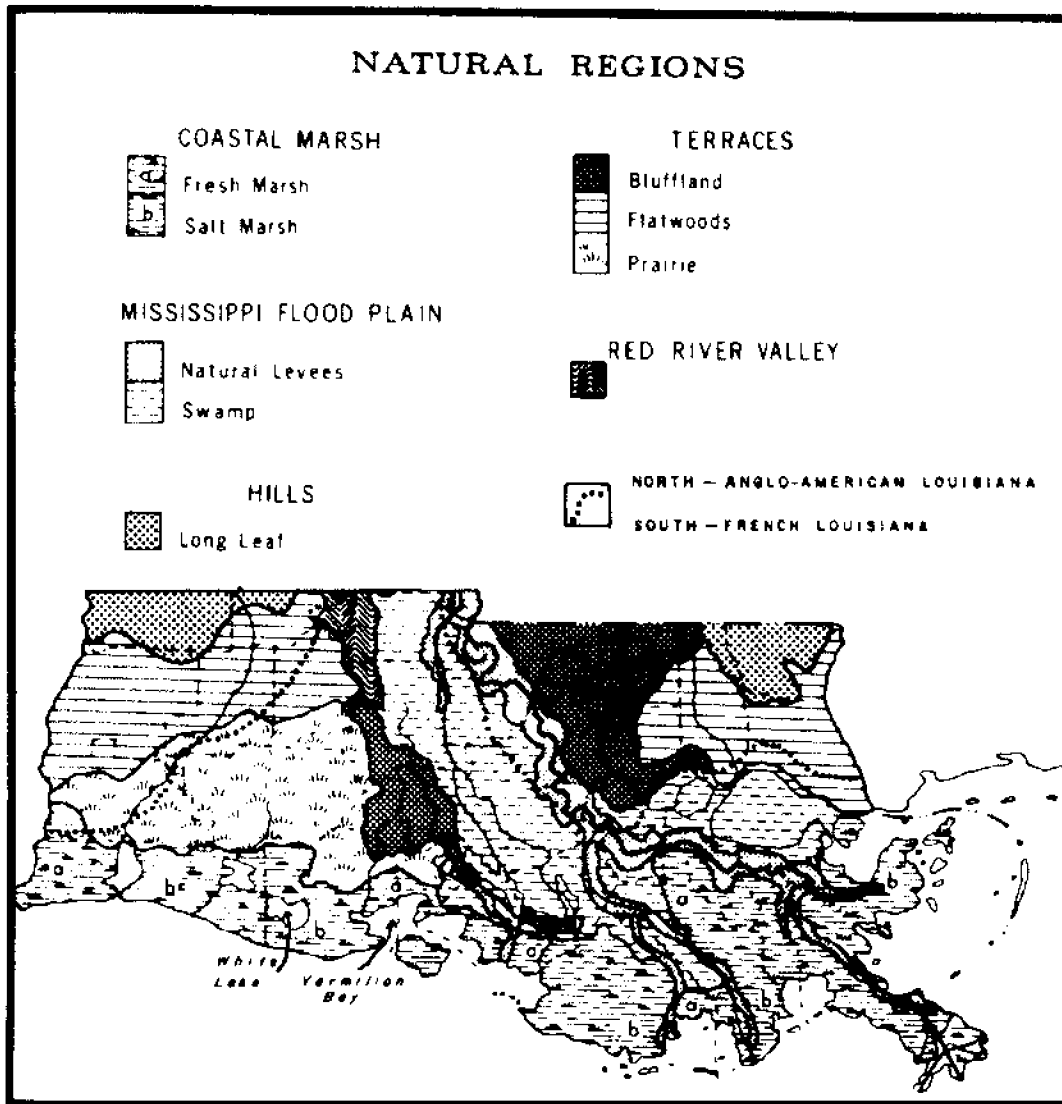 NATURAL REGIONS
COASTAL MARSH
a Fresh Marsh
b Salt Marsh
MISSISSIPPI FLOOD PLAIN
Natural Levees
Swamp
HILLS
Long Leaf
TERRACES
Bluffland
Flatwoods
Prairie
RED RIVER VALLEY
NORTH — ANGLO-AMERICAN LOUISIANA
SOUTH — FRENCH LOUISIANA
a
b
b
a
a
a
b
a
b
b
a
White
Lake
Vermilion
Bay